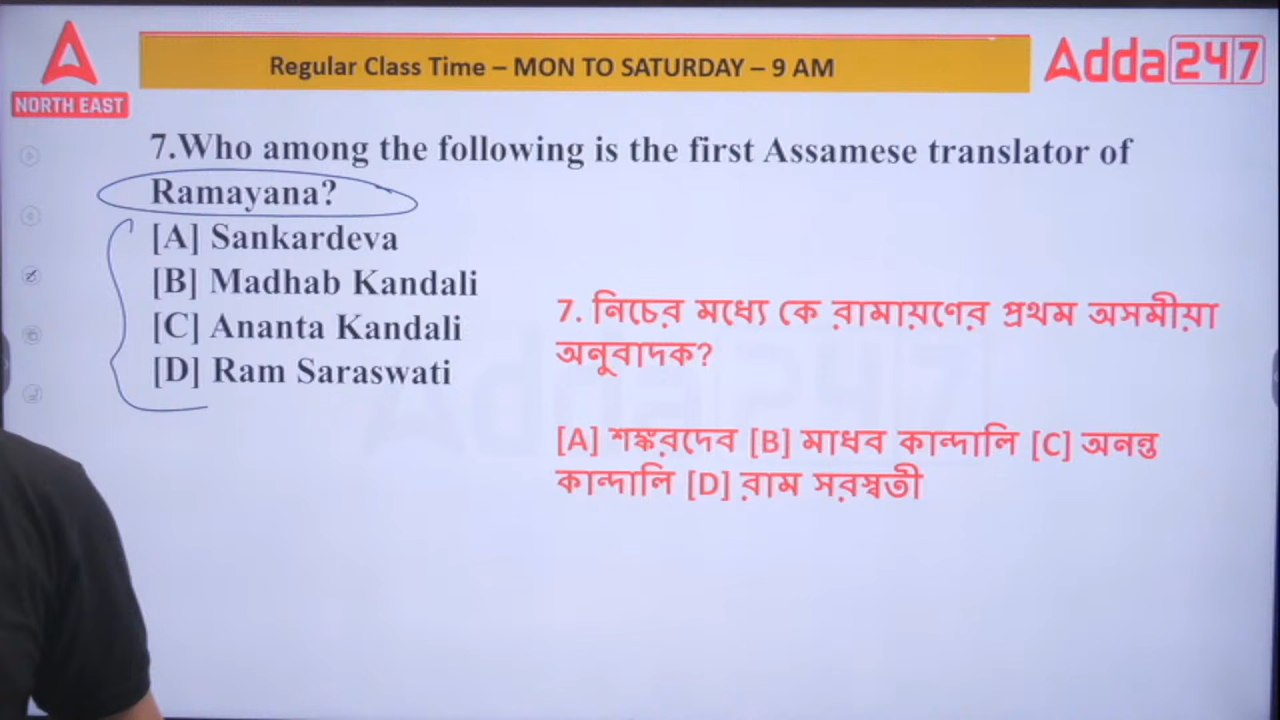 NORTH EAST
Regular Class Time – MON TO SATURDAY – 9 AM
Adda 247
7.Who among the following is the first Assamese translator of
Ramayana?
[A] Sankardeva
[B] Madhab Kandali
[C] Ananta Kandali
[D] Ram Saraswati
7. নিচের মধ্যে কে রামায়ণের প্রথম অসমীয়া
অনুবাদক?
[A] শঙ্করদেব [B] মাধব কান্দালি [C] অনন্ত
কান্দালি [D] রাম সরস্বতী